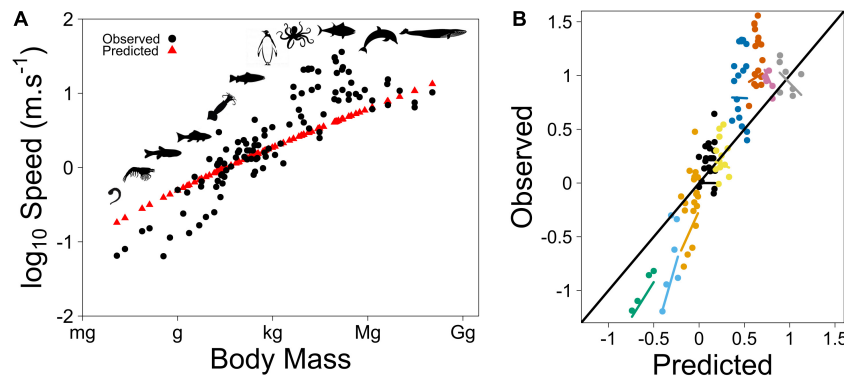 A
Observed
Predicted
2
1
0
-1
-2
log10 Speed (m.s-1)
mg
g
kg
Mg
Gg
Body Mass
B
1.5
1
0.5
0
-0.5
-1
Observed
-1
-0.5
0
0.5
1
1.5
Predicted